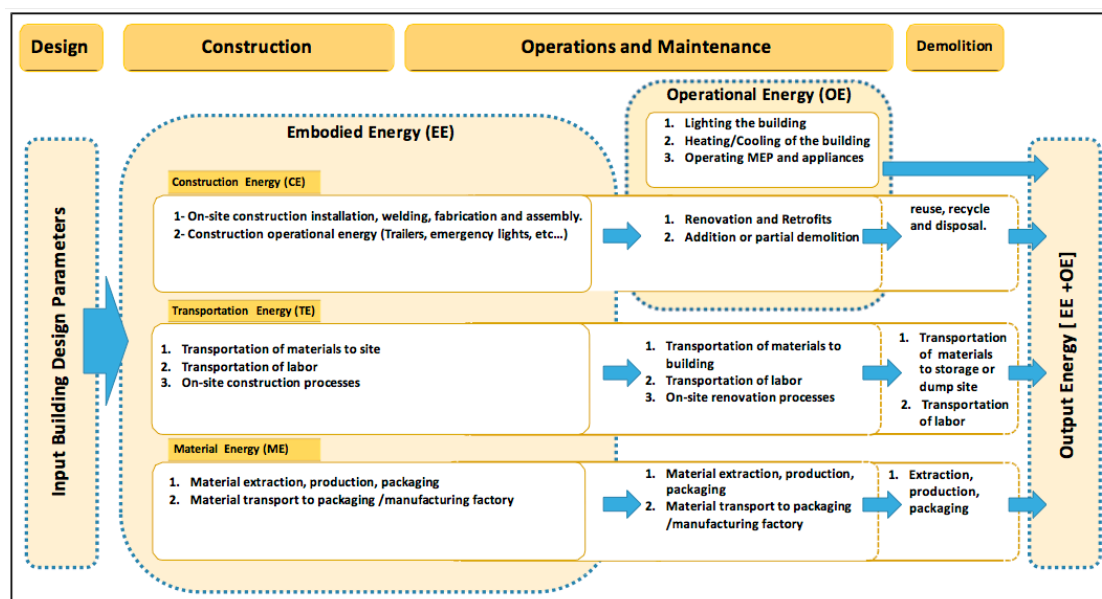 Design
Construction
Operations and Maintenance
Demolition
Input Building Design Parameters
Embodied Energy (EE)
Operational Energy (OE)
1. Lighting the building
2. Heating/Cooling of the building
3. Operating MEP and appliances
Construction Energy (CE)
1- On-site construction installation, welding, fabrication and assembly.
2- Construction operational energy (Trailers, emergency lights, etc...)
1. Renovation and Retrofits
2. Addition or partial demolition
reuse, recycle
and disposal.
Transportation Energy (TE)
1. Transportation of materials to site
2. Transportation of labor
3. On-site construction processes
1. Transportation of materials to
building
2. Transportation of labor
3. On-site renovation processes
1. Transportation
of materials
to storage or
dump site
2. Transportation
of labor
Material Energy (ME)
1. Material extraction, production, packaging
2. Material transport to packaging /manufacturing factory
1. Material extraction, production,
packaging
2. Material transport to packaging
/manufacturing factory
1. Extraction,
production,
packaging
Output Energy [ EE +OE]